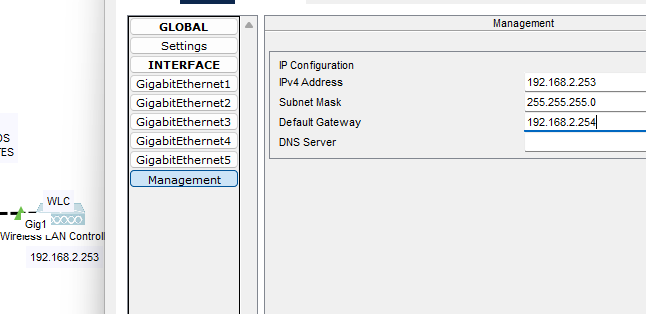 Management
GLOBAL
Settings
INTERFACE
GigabitEthernet1
GigabitEthernet2
GigabitEthernet3
GigabitEthernet4
GigabitEthernet5
Management
IP Configuration
IPv4 Address 192.168.2.253
Subnet Mask 255.255.255.0
Default Gateway 192.168.2.254
DNS Server
WLC
Gig1
Wireless LAN Controll
192.168.2.253